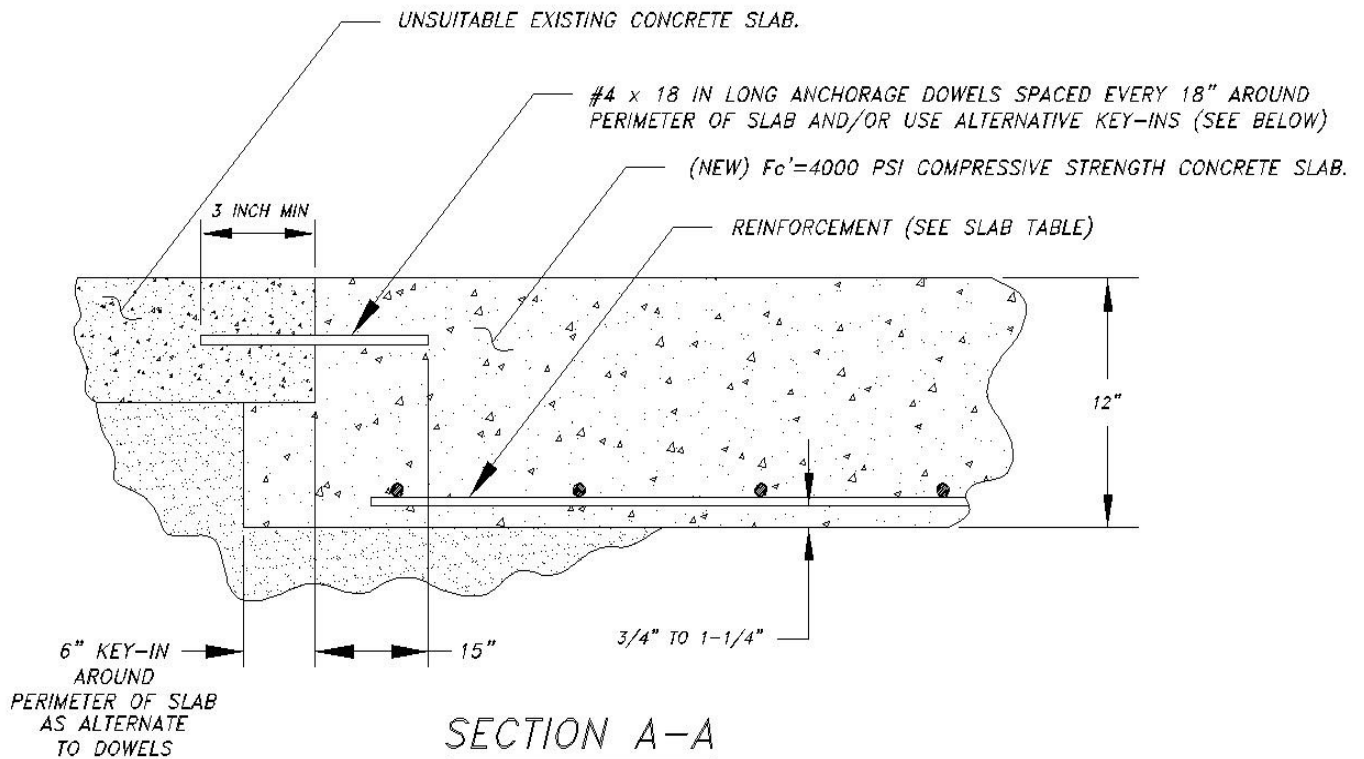 UNSUITABLE EXISTING CONCRETE SLAB.
#4 x 18 IN LONG ANCHORAGE DOWELS SPACED EVERY 18" AROUND
PERIMETER OF SLAB AND/OR USE ALTERNATIVE KEY-INS (SEE BELOW)
(NEW) Fc'=4000 PSI COMPRESSIVE STRENGTH CONCRETE SLAB.
3 INCH MIN
REINFORCEMENT (SEE SLAB TABLE)
12"
3/4" TO 1-1/4"
6" KEY-IN
AROUND
PERIMETER OF SLAB
AS ALTERNATE
TO DOWELS
15"
SECTION A-A